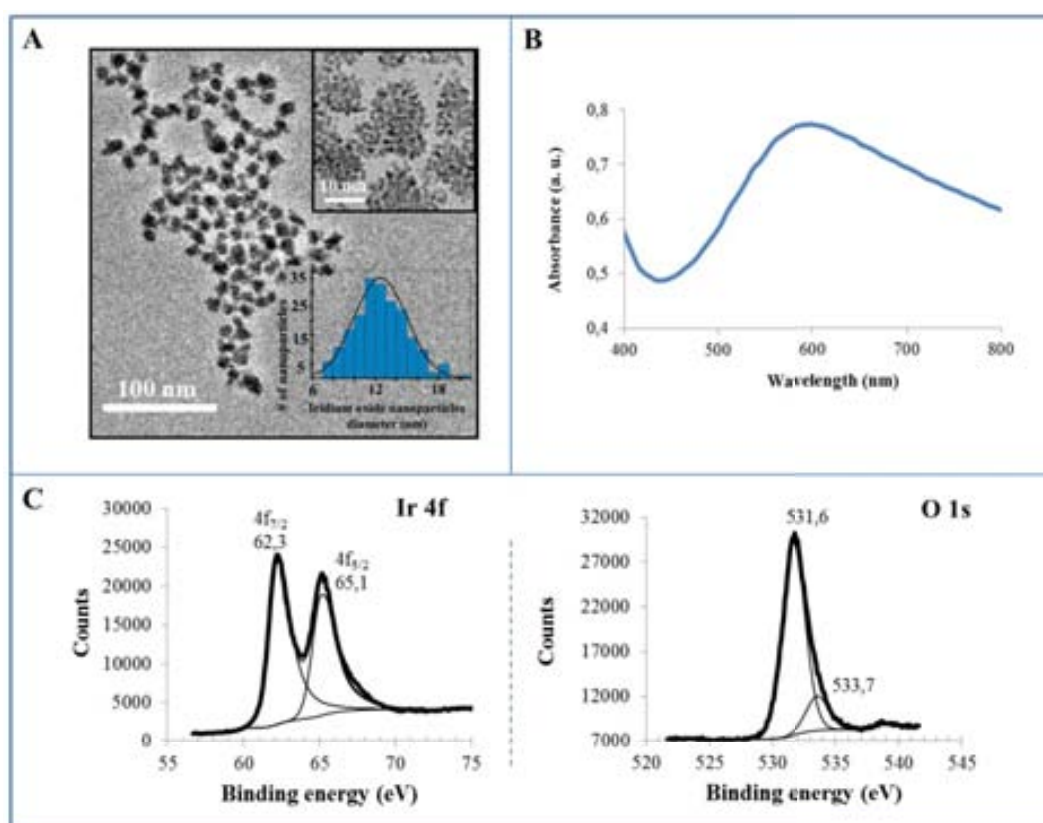 A
10 nm
100 nm
# of nanoparticles
35
25
15
5
6 12 18
Iridium oxide nanoparticles
diameter (nm)
B
Absorbance (a. u.)
0,8
0,7
0,6
0,5
0,4
400 500 600 700 800
Wavelength (nm)
C
Ir 4f
Counts
30000
25000
20000
15000
10000
5000
0
4f7/2
62,3
4f5/2
65,1
55 60 65 70 75
Binding energy (eV)
O 1s
Counts
32000
27000
22000
17000
12000
7000
531,6
533,7
520 525 530 535 540 545
Binding energy (eV)